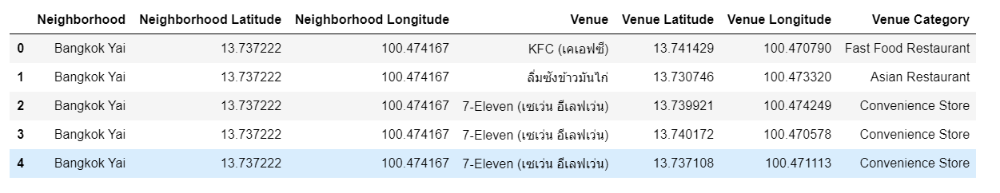 Neighborhood Neighborhood Latitude Neighborhood Longitude Venue Venue Latitude Venue Longitude Venue Category
0 Bangkok Yai 13.737222 100.474167 KFC (เคเอฟซี) 13.741429 100.470790 Fast Food Restaurant
1 Bangkok Yai 13.737222 100.474167 ลิ่มซังข้าวมันไก่ 13.730746 100.473320 Asian Restaurant
2 Bangkok Yai 13.737222 100.474167 7-Eleven (เซเว่น อีเลฟเว่น) 13.739921 100.474249 Convenience Store
3 Bangkok Yai 13.737222 100.474167 7-Eleven (เซเว่น อีเลฟเว่น) 13.740172 100.470578 Convenience Store
4 Bangkok Yai 13.737222 100.474167 7-Eleven (เซเว่น อีเลฟเว่น) 13.737108 100.471113 Convenience Store